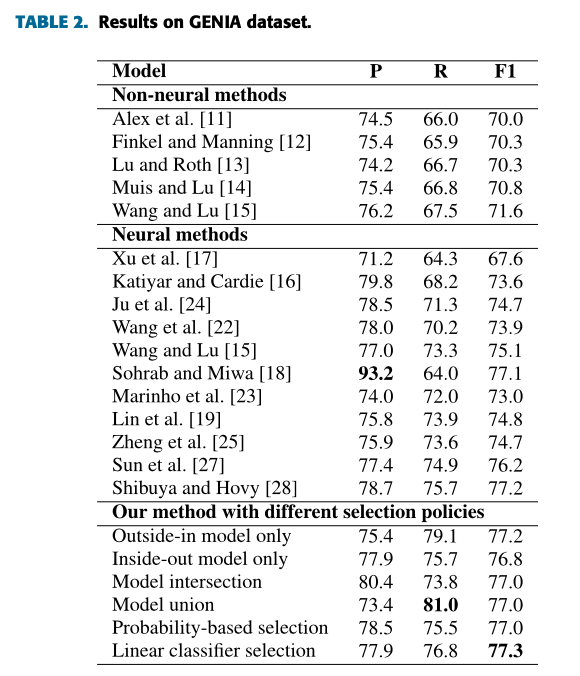 TABLE 2. Results on GENIA dataset.
Model P R F1
Non-neural methods
Alex et al. [11] 74.5 66.0 70.0
Finkel and Manning [12] 75.4 65.9 70.3
Lu and Roth [13] 74.2 66.7 70.3
Muis and Lu [14] 75.4 66.8 70.8
Wang and Lu [15] 76.2 67.5 71.6
Neural methods
Xu et al. [17] 71.2 64.3 67.6
Katiyar and Cardie [16] 79.8 68.2 73.6
Ju et al. [24] 78.5 71.3 74.7
Wang et al. [22] 78.0 70.2 73.9
Wang and Lu [15] 77.0 73.3 75.1
Sohrab and Miwa [18] 93.2 64.0 77.1
Marinho et al. [23] 74.0 72.0 73.0
Lin et al. [19] 75.8 73.9 74.8
Zheng et al. [25] 75.9 73.6 74.7
Sun et al. [27] 77.4 74.9 76.2
Shibuya and Hovy [28] 78.7 75.7 77.2
Our method with different selection policies
Outside-in model only 75.4 79.1 77.2
Inside-out model only 77.9 75.7 76.8
Model intersection 80.4 73.8 77.0
Model union 73.4 81.0 77.0
Probability-based selection 78.5 75.5 77.0
Linear classifier selection 77.9 76.8 77.3